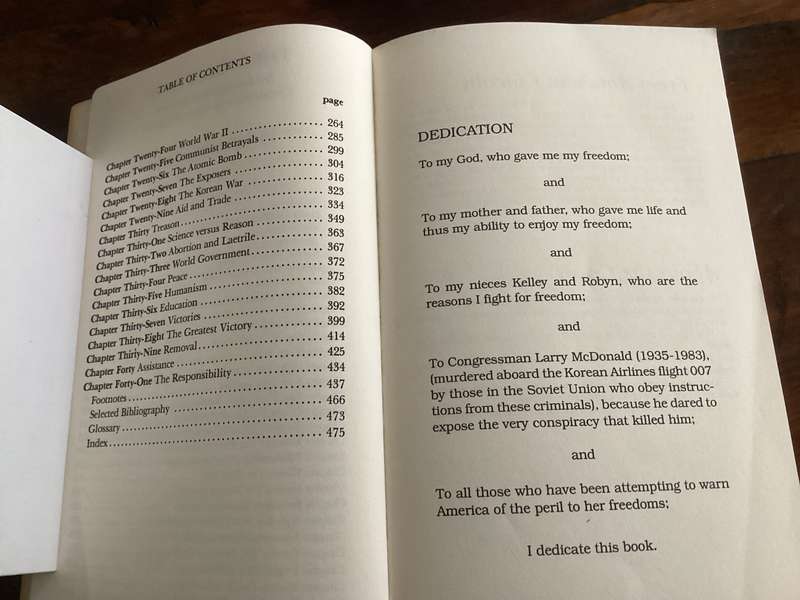 TABLE OF CONTENTS
page
Chapter Twenty-Four World War II .................. 264
Chapter Twenty-Five Communist Betrayals ........... 285
Chapter Twenty-Six The Atomic Bomb ................ 299
Chapter Twenty-Seven The Exposers ................. 304
Chapter Twenty-Eight The Korean War ............... 316
Chapter Twenty-Nine Aid and Trade ................. 323
Chapter Thirty Treason ............................ 334
Chapter Thirty-One Science versus Reason .......... 349
Chapter Thirty-Two Abortion and Laetrile .......... 363
Chapter Thirty-Three World Government ............. 367
Chapter Thirty-Four Peace ......................... 372
Chapter Thirty-Five Humanism ...................... 375
Chapter Thirty-Six Education ...................... 382
Chapter Thirty-Seven Victories .................... 392
Chapter Thirty-Eight The Greatest Victory ......... 399
Chapter Thirty-Nine Removal ....................... 414
Chapter Forty Assistance .......................... 425
Chapter Forty-One The Responsibility .............. 434
Footnotes ......................................... 437
Selected Bibliography ............................. 466
Glossary .......................................... 473
Index ............................................. 475
DEDICATION
To my God, who gave me my freedom;
and
To my mother and father, who gave me life and
thus my ability to enjoy my freedom;
and
To my nieces Kelley and Robyn, who are the
reasons I fight for freedom;
and
To Congressman Larry McDonald (1935-1983),
(murdered aboard the Korean Airlines flight 007
by those in the Soviet Union who obey instruc-
tions from these criminals), because he dared to
expose the very conspiracy that killed him;
and
To all those who have been attempting to warn
America of the peril to her freedoms;
I dedicate this book.